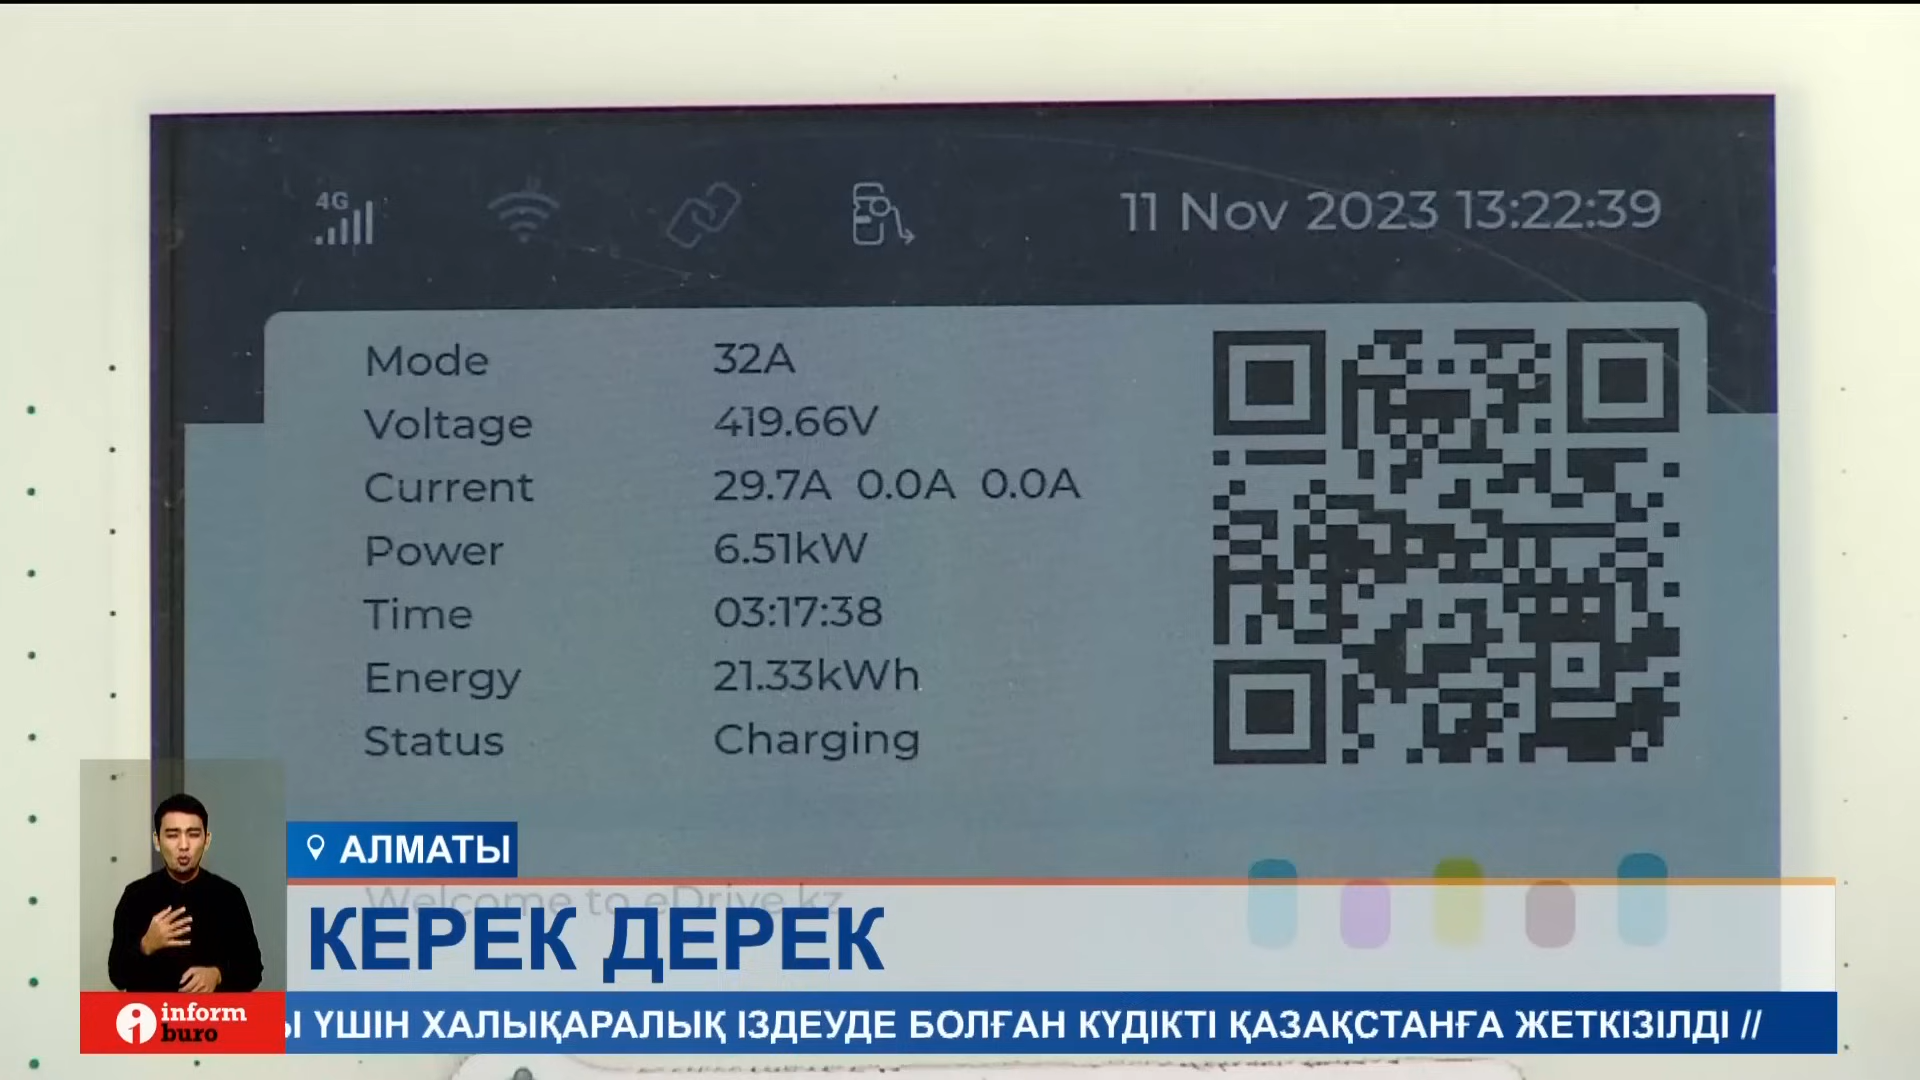 4G
11 Nov 2023 13:22:39
Mode 32A
Voltage 419.66V
Current 29.7A 0.0A 0.0A
Power 6.51kW
Time 03:17:38
Energy 21.33kWh
Status Charging
АЛМАТЫ
Welcome to eDrive.kz
КЕРЕК ДЕРЕК
inform
buro
Ы ҮШІН ХАЛЫҚАРАЛЫҚ ІЗДЕУДЕ БОЛҒАН КҮДІКТІ ҚАЗАҚСТАНҒА ЖЕТКІЗІЛДІ //